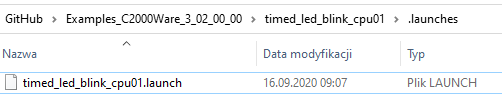 GitHub > Examples_C2000Ware_3_02_00_00 > timed_led_blink_cpu01 > .launches
Nazwa Data modyfikacji Typ
timed_led_blink_cpu01.launch 16.09.2020 09:07 Plik LAUNCH